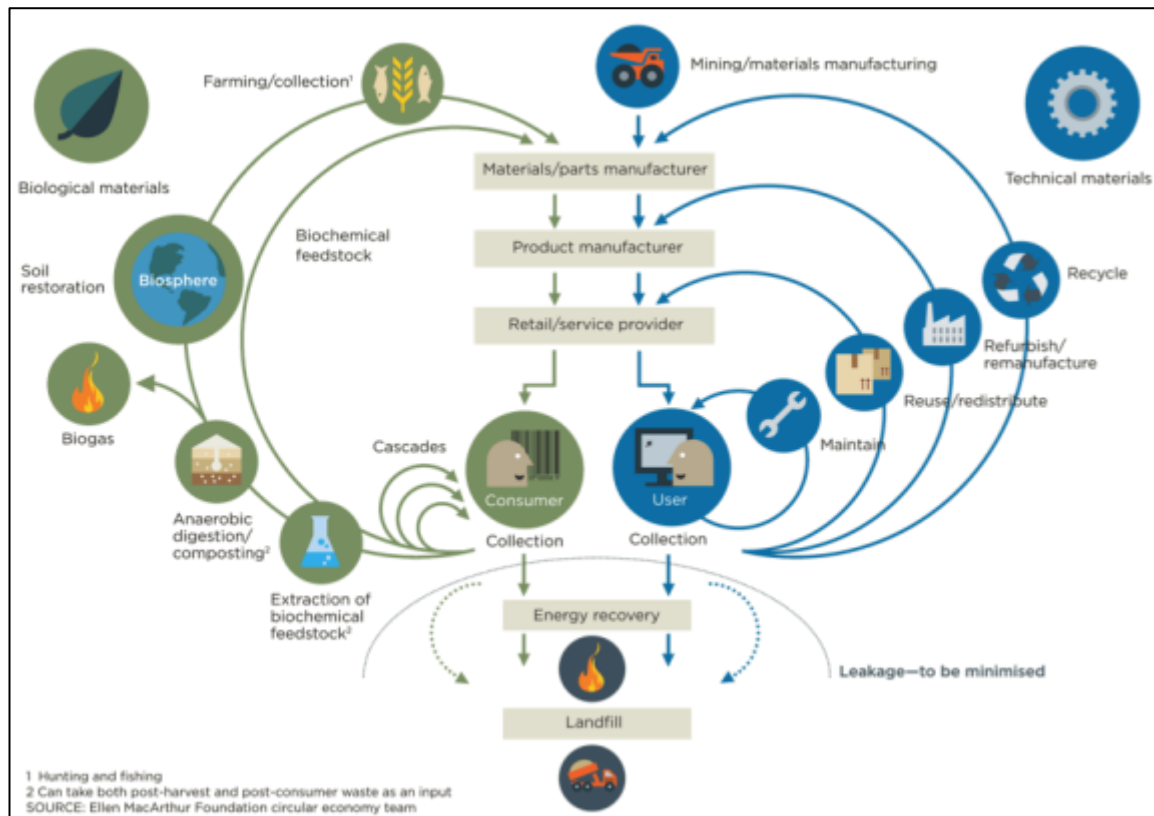 Farming/collection¹
Mining/materials manufacturing
Biological materials
Materials/parts manufacturer
Technical materials
Biochemical
feedstock
Product manufacturer
Soil
restoration
Biosphere
Recycle
Retail/service provider
Refurbish/
remanufacture
Reuse/redistribute
Biogas
Cascades
Maintain
Consumer
User
Anaerobic
digestion/
composting²
Collection
Collection
Extraction of
biochemical
feedstock²
Energy recovery
Leakage—to be minimised
Landfill
1 Hunting and fishing
2 Can take both post-harvest and post-consumer waste as an input
SOURCE: Ellen MacArthur Foundation circular economy team